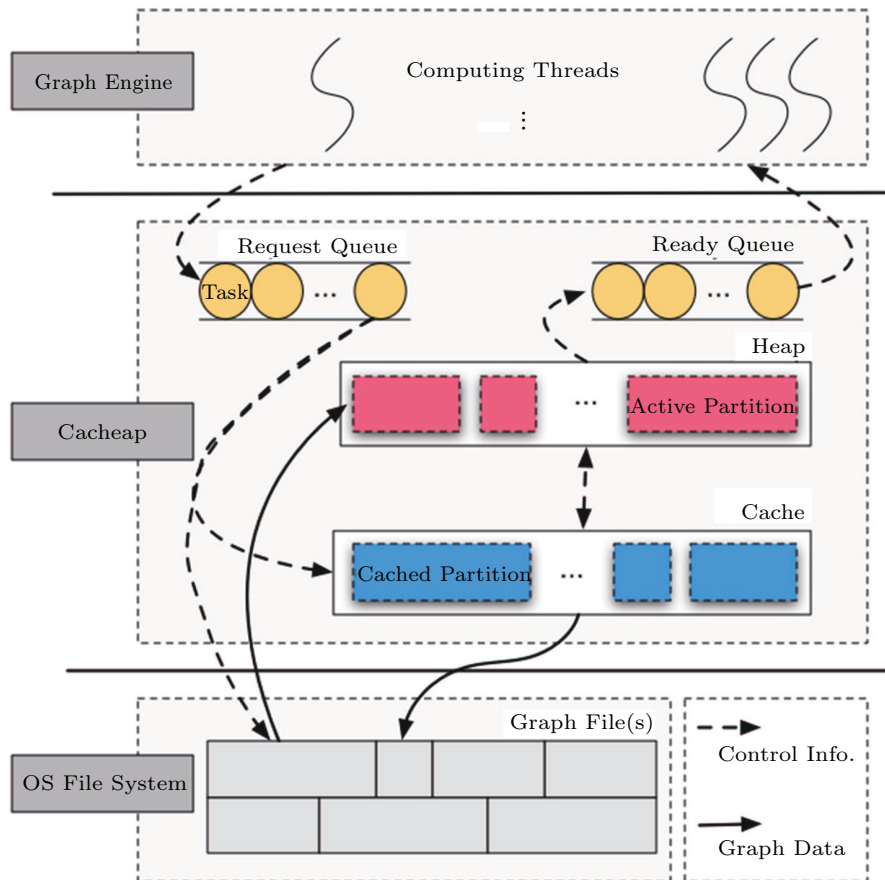 Graph Engine
Computing Threads
...
Request Queue
Ready Queue
Task
...
...
Heap
...
Active Partition
Cacheap
Cache
Cached Partition
...
Graph File(s)
OS File System
Control Info.
Graph Data